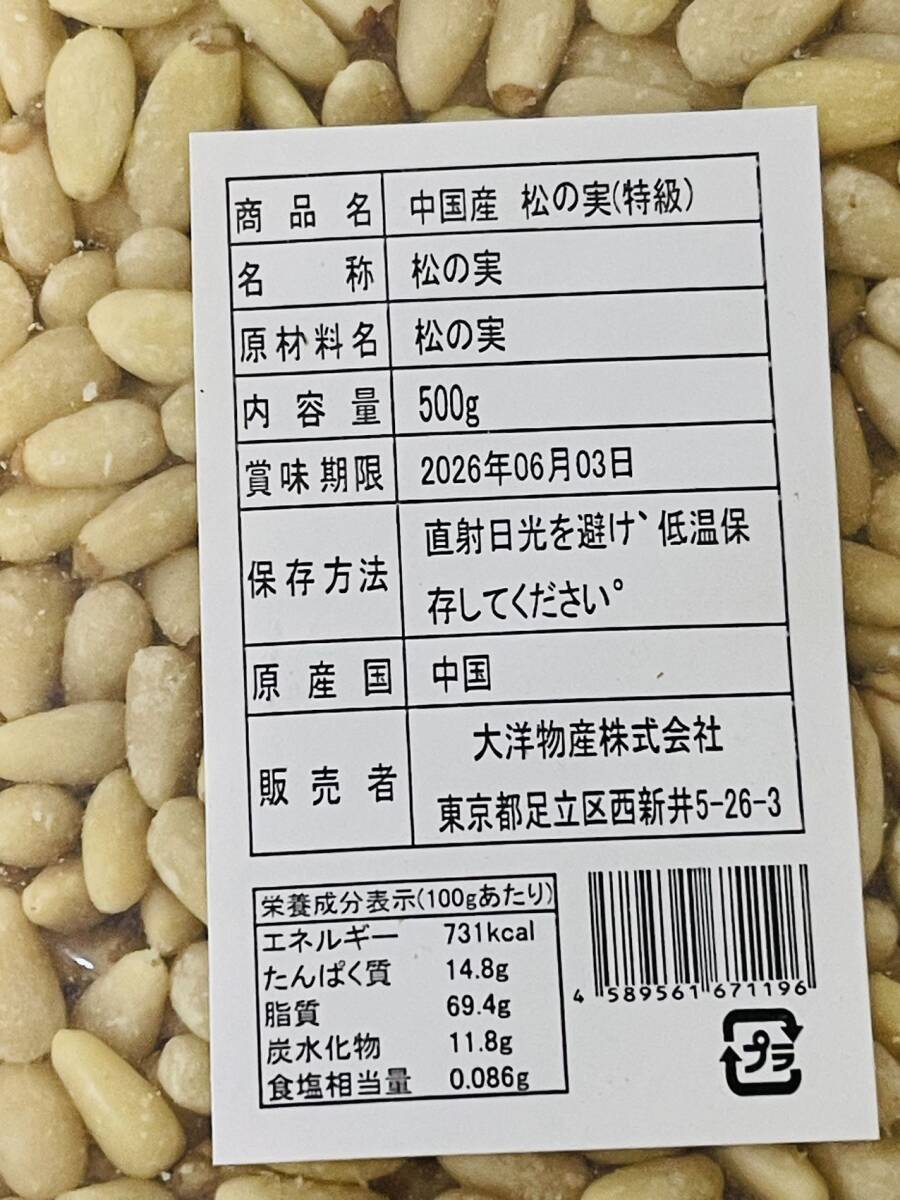 商品名 中国産 松の実(特級)
名称 松の実
原材料名 松の実
内容量 500g
賞味期限 2026年06月03日
保存方法 直射日光を避け、低温保
存してください。
原産国 中国
販売者 大洋物産株式会社
東京都足立区西新井5-26-3
栄養成分表示(100gあたり)
エネルギー 731kcal
たんぱく質 14.8g
脂質 69.4g
炭水化物 11.8g
食塩相当量 0.086g
4 589561 671196
プラ